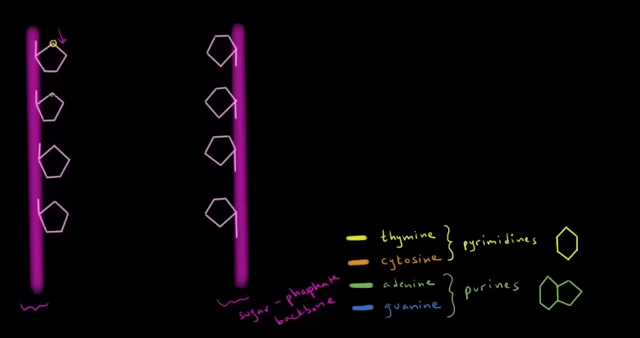 thymine
cytosine
pyrimidines
adenine
guanine
purines
sugar-phosphate
backbone